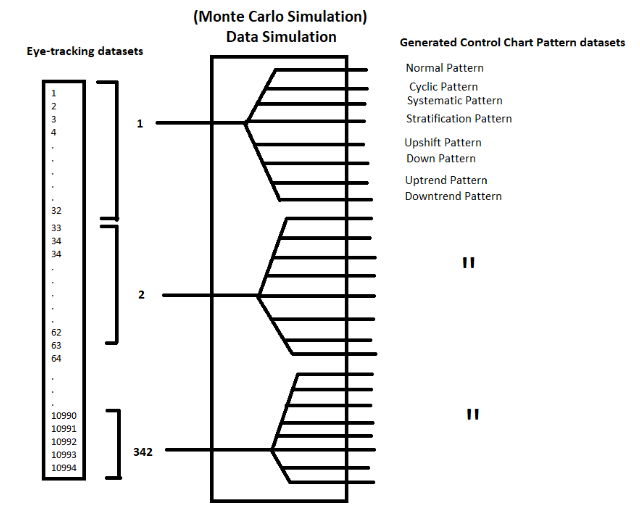 (Monte Carlo Simulation)
Data Simulation
Eye-tracking datasets
Generated Control Chart Pattern datasets
1
2
3
4
.
.
.
.
.
32
33
34
34
.
.
.
.
.
62
63
64
.
.
.
10990
10991
10992
10993
10994
1
2
342
Normal Pattern
Cyclic Pattern
Systematic Pattern
Stratification Pattern
Upshift Pattern
Down Pattern
Uptrend Pattern
Downtrend Pattern
"
"